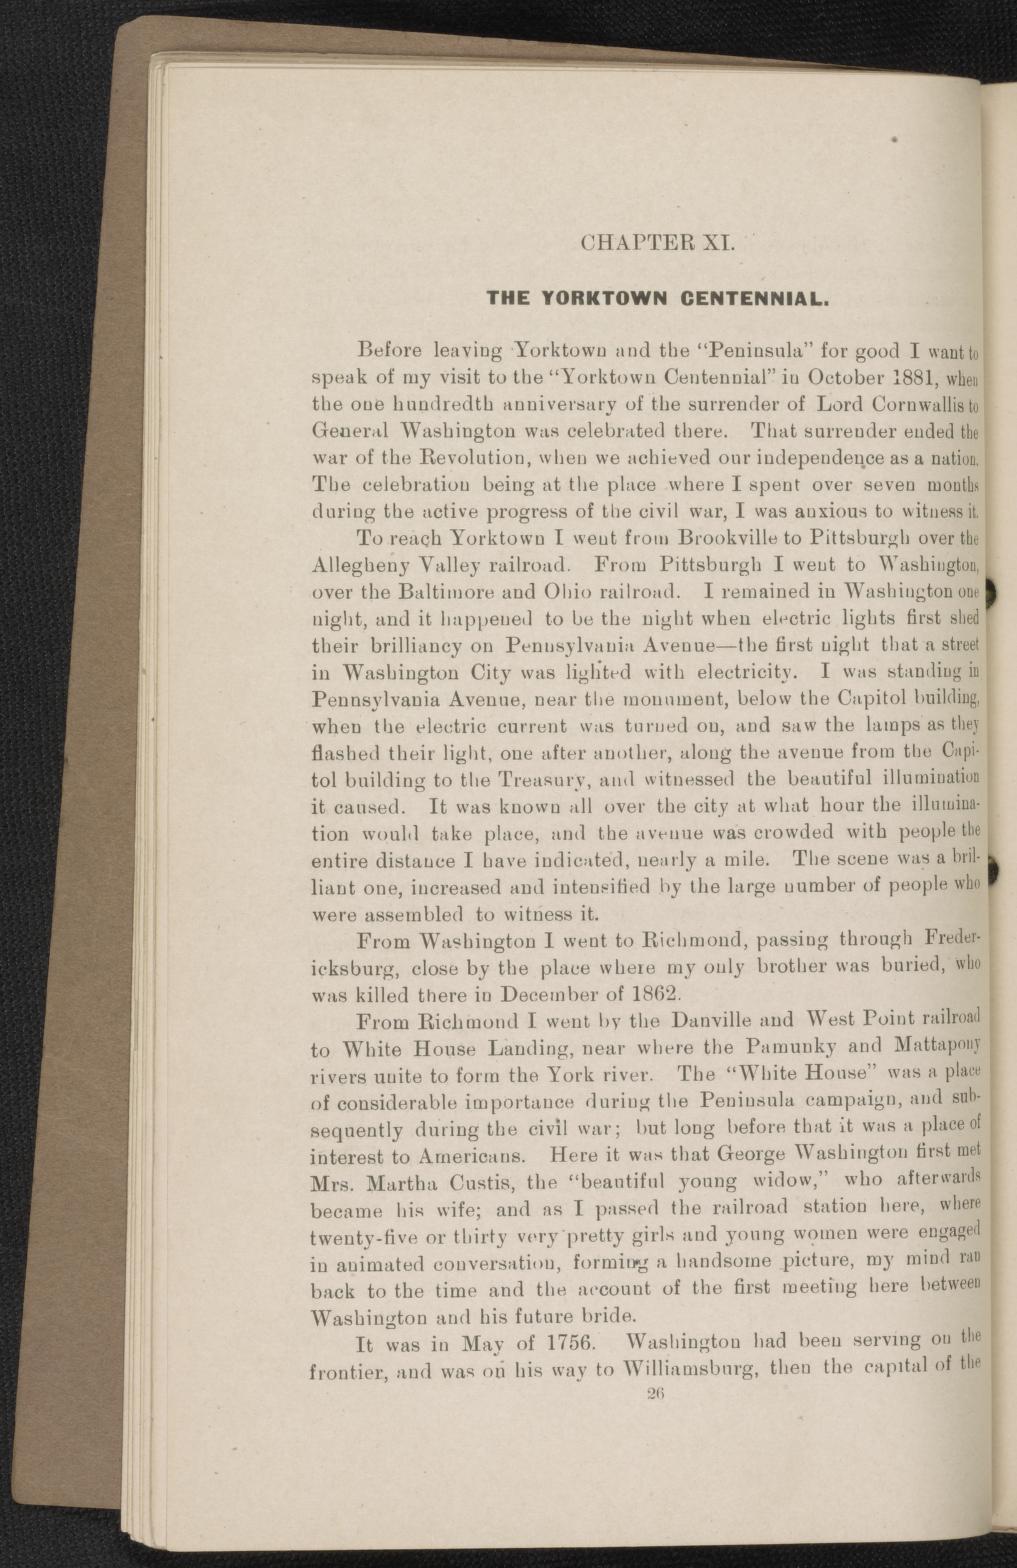 CHAPTER XI.
THE YORKTOWN CENTENNIAL.
Before leaving Yorktown and the “Peninsula” for good I want to
speak of my visit to the “Yorktown Centennial” in October 1881, when
the one hundredth anniversary of the surrender of Lord Cornwallis to
General Washington was celebrated there. That surrender ended the
war of the Revolution, when we achieved our independence as a nation.
The celebration being at the place where I spent over seven months
during the active progress of the civil war, I was anxious to witness it.
To reach Yorktown I went from Brookville to Pittsburgh over the
Allegheny Valley railroad. From Pittsburgh I went to Washington,
over the Baltimore and Ohio railroad. I remained in Washington one
night, and it happened to be the night when electric lights first shed
their brilliancy on Pennsylvania Avenue—the first night that a street
in Washington City was lighted with electricity. I was standing in
Pennsylvania Avenue, near the monument, below the Capitol building,
when the electric current was turned on, and saw the lamps as they
flashed their light, one after another, along the avenue from the Capi-
tol building to the Treasury, and witnessed the beautiful illumination
it caused. It was known all over the city at what hour the illumina-
tion would take place, and the avenue was crowded with people the
entire distance I have indicated, nearly a mile. The scene was a bril-
liant one, increased and intensified by the large number of people who
were assembled to witness it.
From Washington I went to Richmond, passing through Freder-
icksburg, close by the place where my only brother was buried, who
was killed there in December of 1862.
From Richmond I went by the Danville and West Point railroad
to White House Landing, near where the Pamunky and Mattapony
rivers unite to form the York river. The “White House” was a place
of considerable importance during the Peninsula campaign, and sub-
sequently during the civil war; but long before that it was a place of
interest to Americans. Here it was that George Washington first met
Mrs. Martha Custis, the “beautiful young widow,” who afterwards
became his wife; and as I passed the railroad station here, where
twenty-five or thirty very pretty girls and young women were engaged
in animated conversation, forming a handsome picture, my mind ran
back to the time and the account of the first meeting here between
Washington and his future bride.
It was in May of 1756. Washington had been serving on the
frontier, and was on his way to Williamsburg, then the capital of the
26